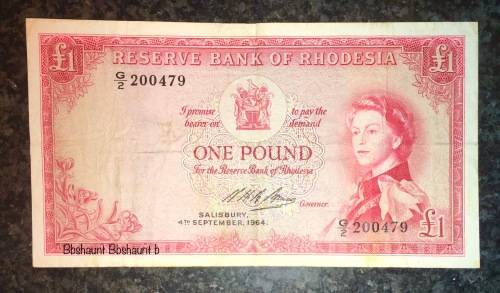 £1 RESERVE BANK OF RHODESIA £1
G/2 200479
I promise to pay the
bearer on demand
ONE POUND
For the Reserve Bank of Rhodesia
Governor.
SALISBURY,
4TH SEPTEMBER, 1964.
G/2 200479 £1
Bbshaunt Bbshaunt b